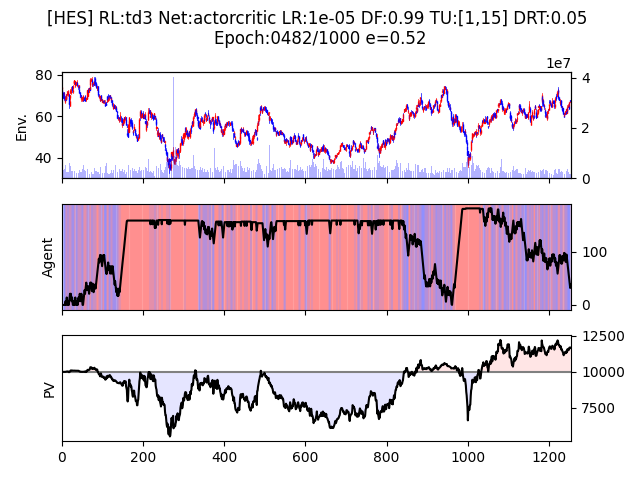 [HES] RL:td3 Net:actorcritic LR:1e-05 DF:0.99 TU:[1,15] DRT:0.05
Epoch:0482/1000 e=0.52
1e7
80
60
40
Env.
4
2
0
Agent
100
0
PV
12500
10000
7500
0 200 400 600 800 1000 1200